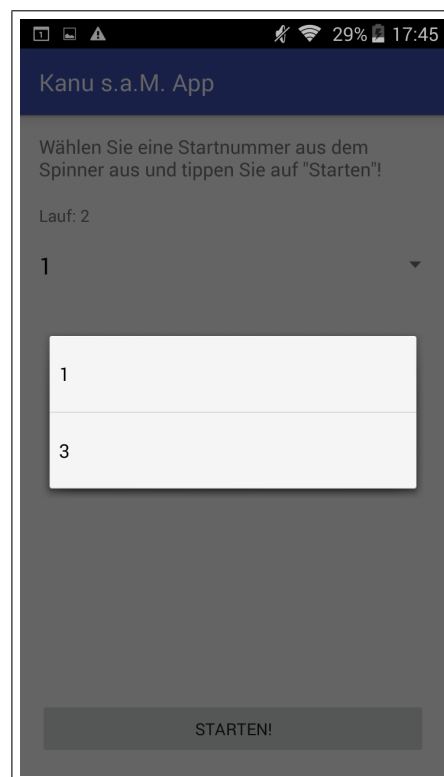 1
29%
17:45
Kanu s.a.M. App
Wählen Sie eine Startnummer aus dem
Spinner aus und tippen Sie auf "Starten"!
Lauf: 2
1
1
3
STARTEN!